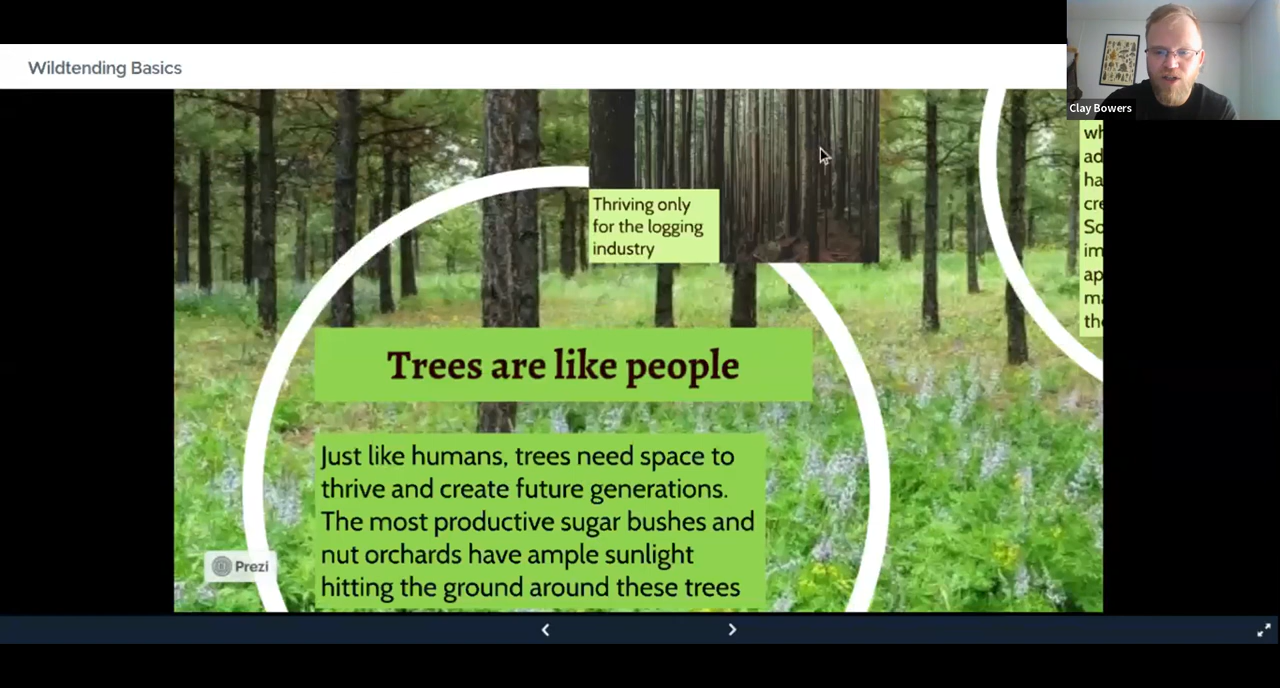 Wildtending Basics
Clay Bowers
Thriving only
for the logging
industry
Trees are like people
Just like humans, trees need space to
thrive and create future generations.
The most productive sugar bushes and
nut orchards have ample sunlight
hitting the ground around these trees
Prezi